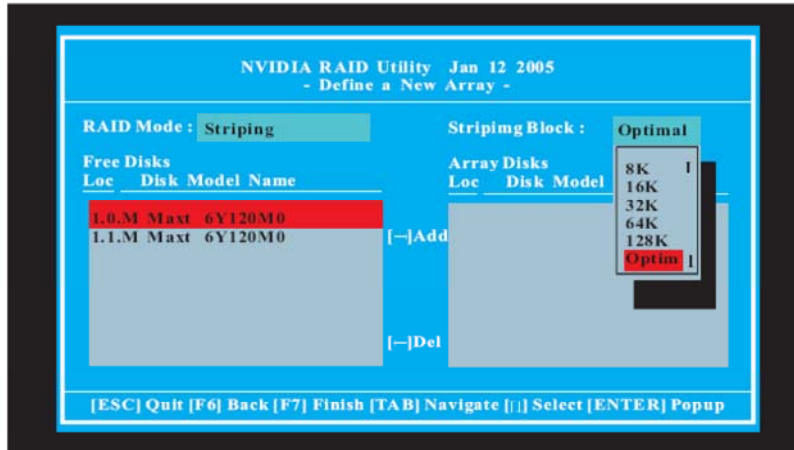 NVIDIA RAID Utility Jan 12 2005
- Define a New Array -
RAID Mode : Striping
Stripimg Block : Optimal
Free Disks
Loc Disk Model Name
Array Disks
Loc Disk Model
8K
16K
32K
64K
128K
Optim
1.0.M Maxt 6Y120M0
1.1.M Maxt 6Y120M0
[—]Add
[—]Del
[ESC] Quit [F6] Back [F7] Finish [TAB] Navigate [▯] Select [ENTER] Popup